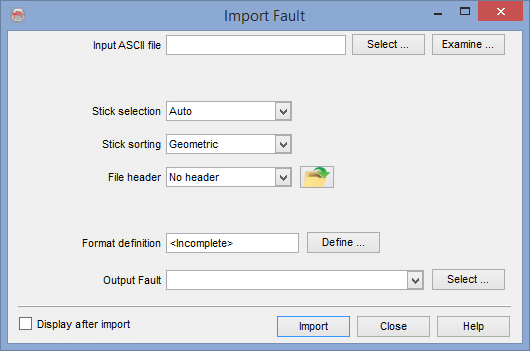 Import Fault
Input ASCII file Select ... Examine ...
Stick selection Auto
Stick sorting Geometric
File header No header
Format definition <Incomplete> Define ...
Output Fault Select ...
Display after import Import Close Help